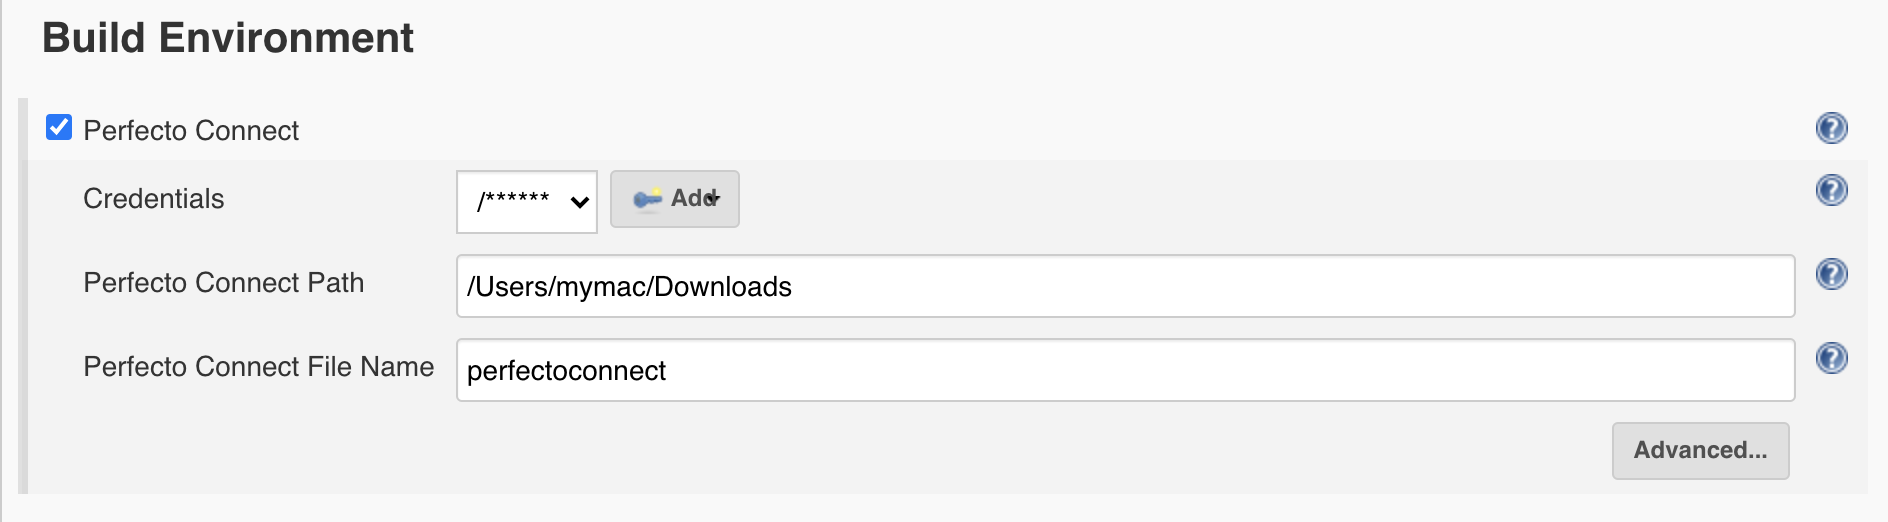 Build Environment
Perfecto Connect
Credentials /****** Add
Perfecto Connect Path /Users/mymac/Downloads
Perfecto Connect File Name perfectoconnect
Advanced...